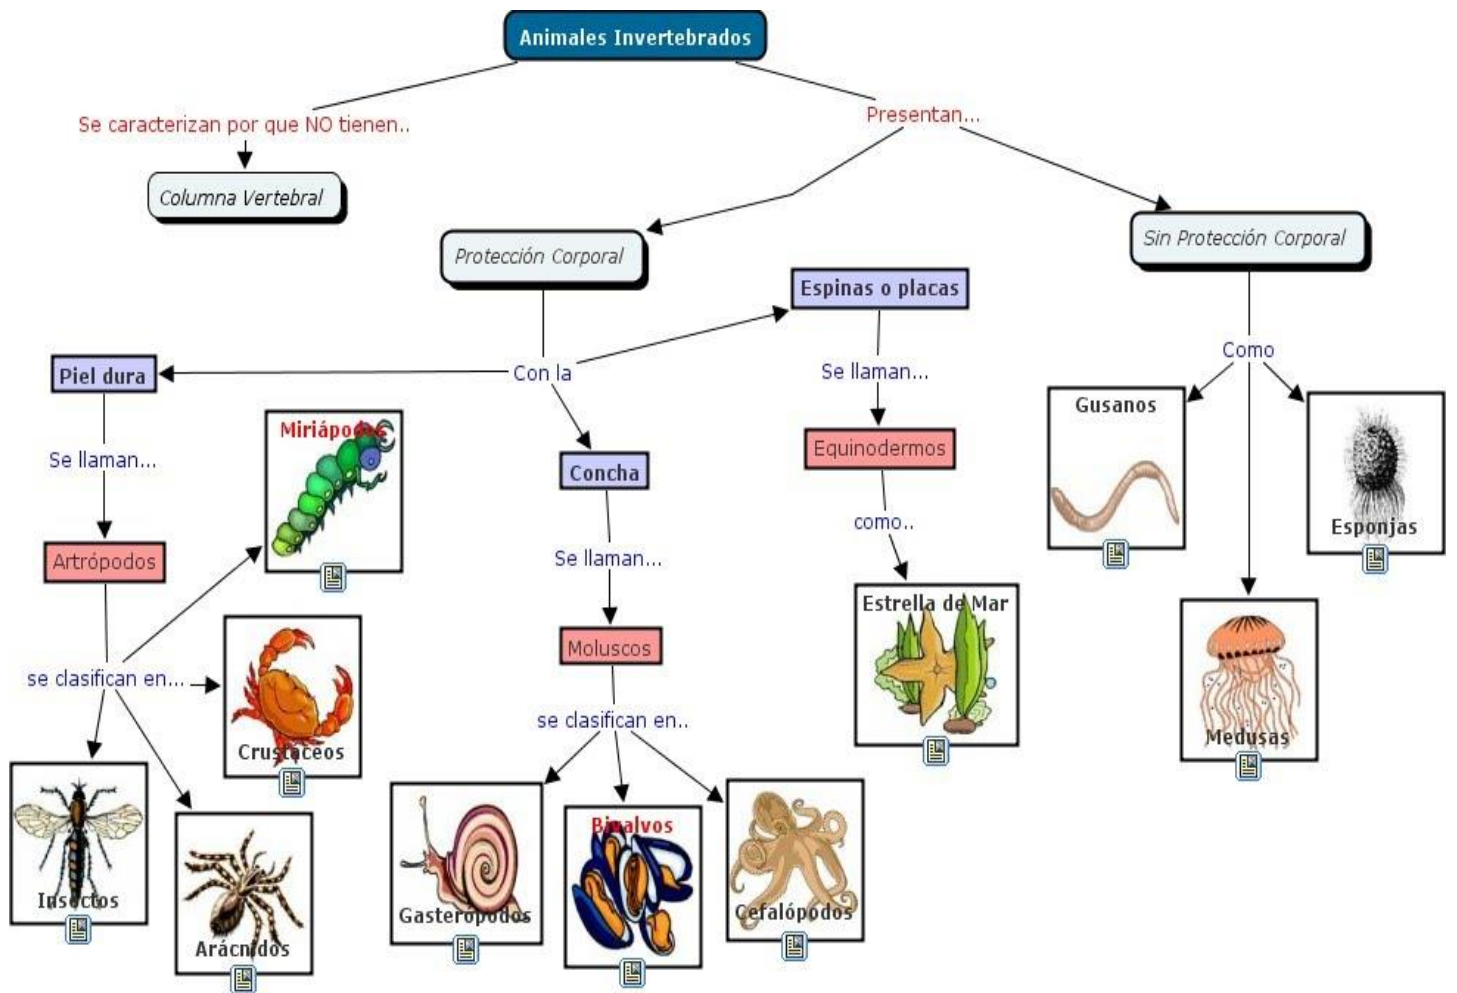 Animales Invertebrados
Se caracterizan por que NO tienen..
Presentan...
Columna Vertebral
Protección Corporal
Sin Protección Corporal
Espinas o placas
Piel dura
Con la
Se llaman...
Como
Gusanos
Esponjas
Medusas
Miriápodos
Se llaman...
Concha
Equinodermos
como..
Artrópodos
Se llaman...
Estrella de Mar
Moluscos
se clasifican en...
Crustáceos
se clasifican en..
Insectos
Arácnidos
Gasterópodos
Bivalvos
Cefalópodos